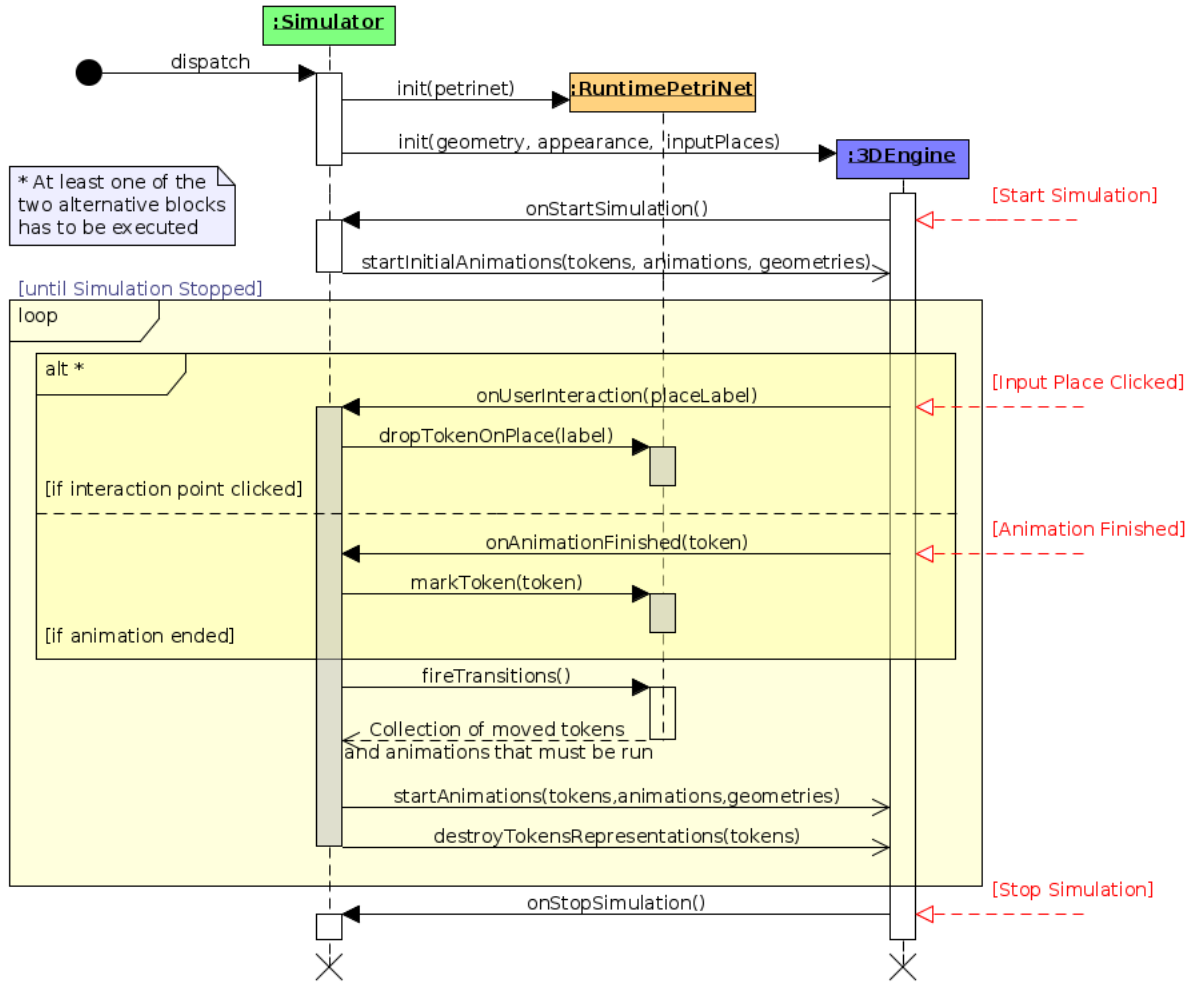 :Simulator
dispatch
init(petrinet)
:RuntimePetriNet
init(geometry, appearance, inputPlaces)
:3DEngine
* At least one of the
two alternative blocks
has to be executed
[Start Simulation]
onStartSimulation()
startInitialAnimations(tokens, animations, geometries)
[until Simulation Stopped]
loop
alt *
[Input Place Clicked]
onUserInteraction(placeLabel)
dropTokenOnPlace(label)
[if interaction point clicked]
[Animation Finished]
onAnimationFinished(token)
markToken(token)
[if animation ended]
fireTransitions()
Collection of moved tokens
and animations that must be run
startAnimations(tokens,animations,geometries)
destroyTokensRepresentations(tokens)
[Stop Simulation]
onStopSimulation()